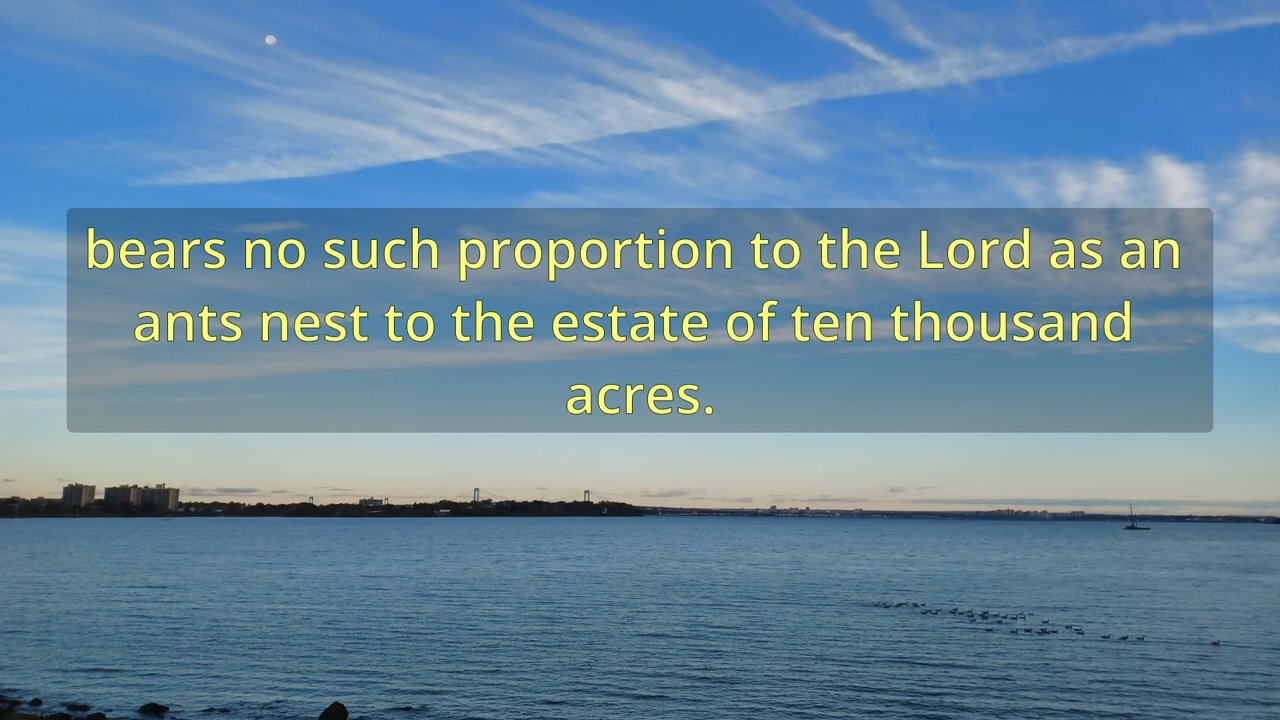 bears no such proportion to the Lord as an
ants nest to the estate of ten thousand
acres.